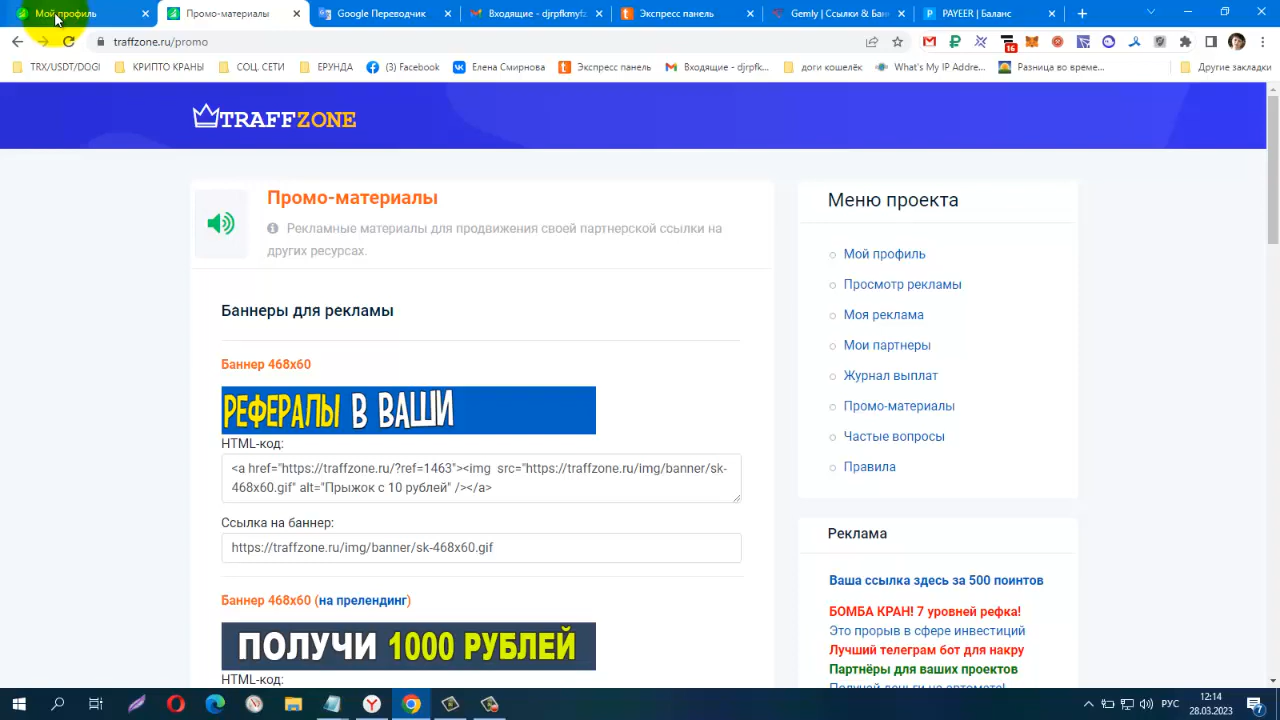 Мой профиль
Промо-материалы
Google Переводчик
Входящие - djrpfkmyfz
Экспресс панель
Gemly | Ссылки & Бан
PAYEER | Баланс
traffzone.ru/promo
16
TRX/USDT/DOGI
КРИПТО КРАНЫ
СОЦ. СЕТИ
ЕРУНДА
(3) Facebook
Елена Смирнова
Экспресс панель
Входящие - djrpfk...
доги кошелёк
What's My IP Addre...
Разница во време...
Другие закладки
TRAFFZONE
Промо-материалы
Рекламные материалы для продвижения своей партнерской ссылки на
других ресурсах.
Баннеры для рекламы
Баннер 468x60
РЕФЕРАЛЫ В ВАШИ
HTML-код:
<a href="https://traffzone.ru/?ref=1463"><img src="https://traffzone.ru/img/banner/sk-
468x60.gif" alt="Прыжок с 10 рублей" /></a>
Ссылка на баннер:
https://traffzone.ru/img/banner/sk-468x60.gif
Баннер 468x60 (на прелендинг)
ПОЛУЧИ 1000 РУБЛЕЙ
HTML-код:
Меню проекта
Мой профиль
Просмотр рекламы
Моя реклама
Мои партнеры
Журнал выплат
Промо-материалы
Частые вопросы
Правила
Реклама
Ваша ссылка здесь за 500 поинтов
БОМБА КРАН! 7 уровней рефка!
Это прорыв в сфере инвестиций
Лучший телеграм бот для накру
Партнёры для ваших проектов
Получай деньги на автомате!
РУС
12:14
28.03.2023